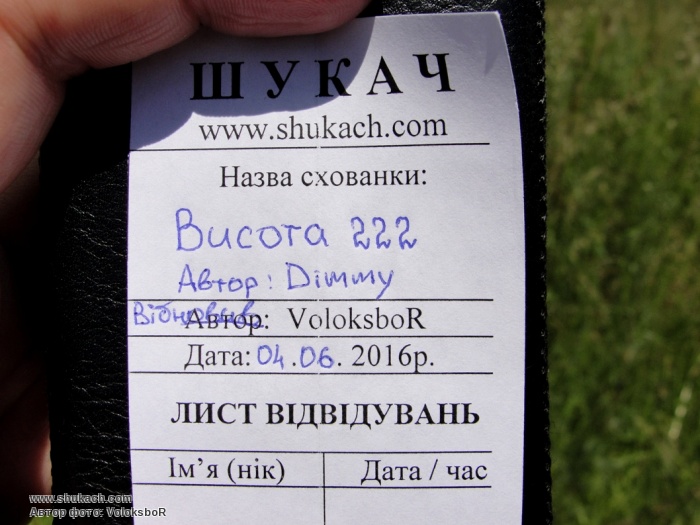 ШУКАЧ
www.shukach.com
Назва схованки:
Висота 222
Автор: Dimmy
Відновив Автор: VoloksboR
Дата: 04.06. 2016р.
ЛИСТ ВІДВІДУВАНЬ
Ім’я (нік) Дата / час
www.shukach.com
Автор фото: VoloksboR